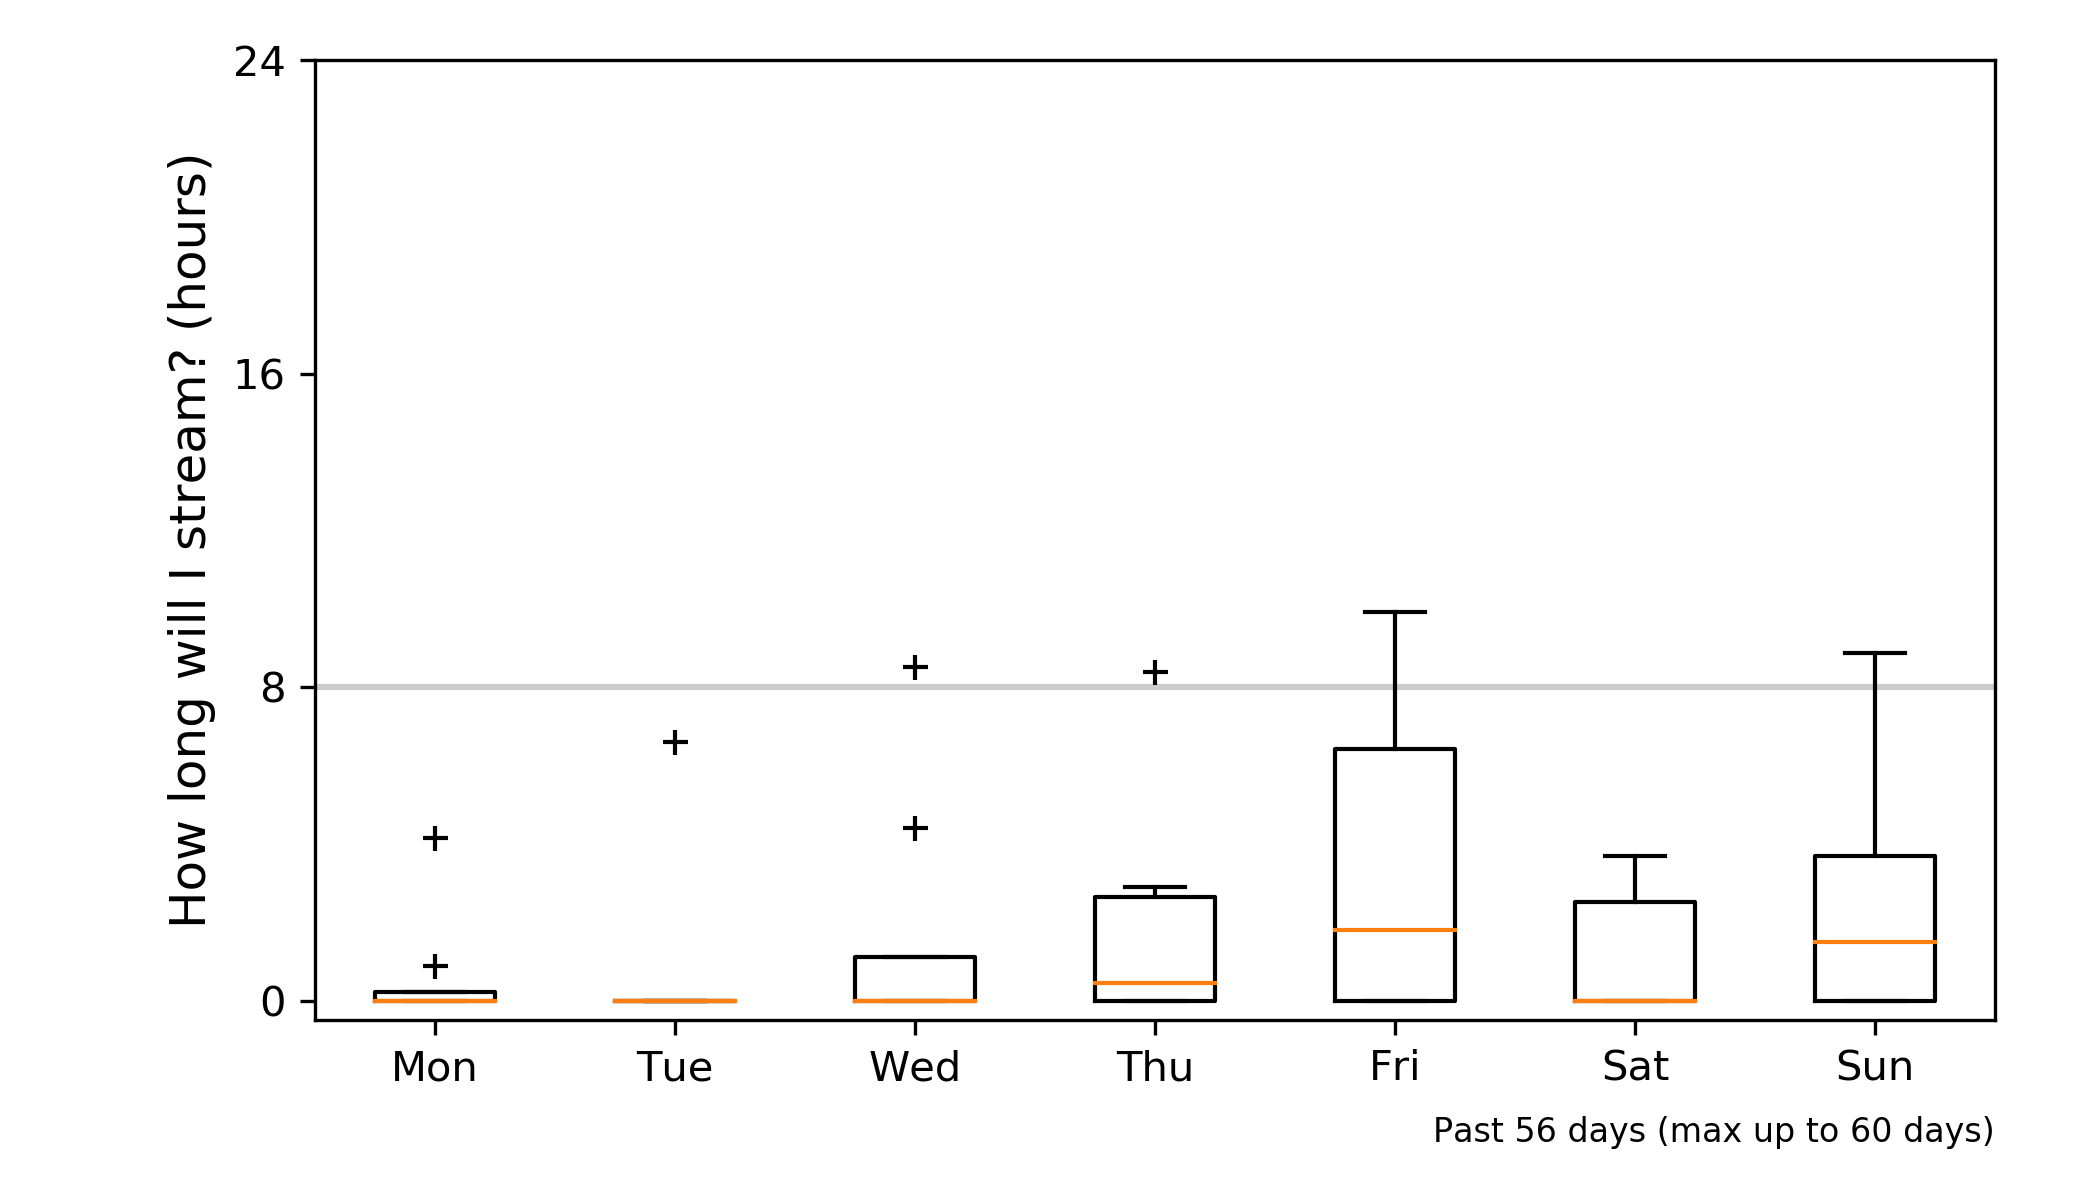 How long will I stream? (hours)
24
16
8
0
Mon Tue Wed Thu Fri Sat Sun
Past 56 days (max up to 60 days)